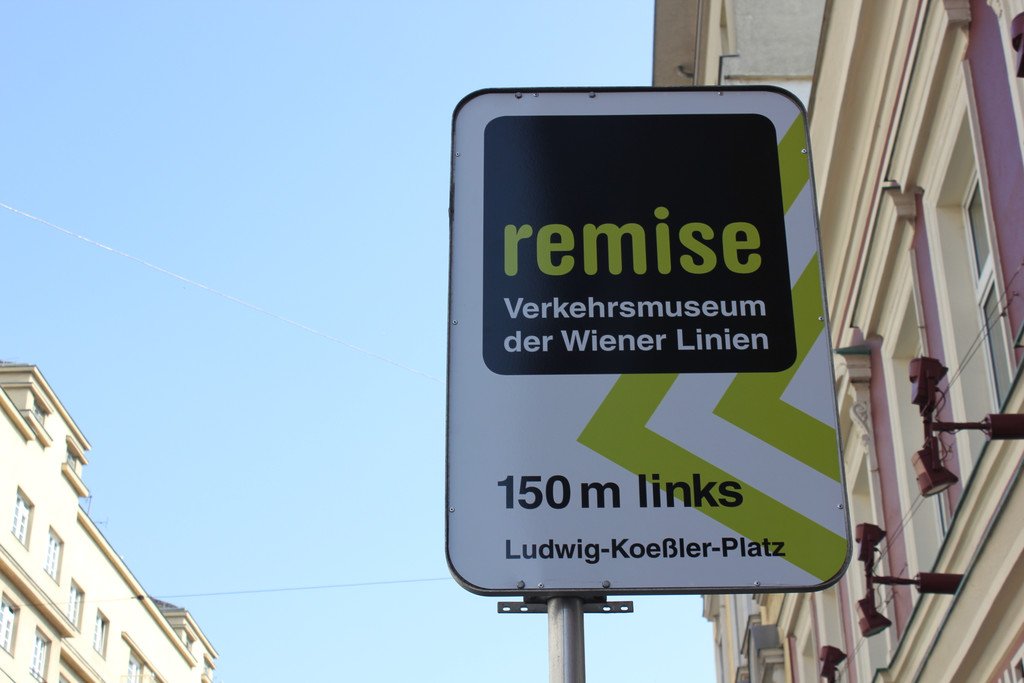 remise
Verkehrsmuseum
der Wiener Linien
150 m links
Ludwig-Koeßler-Platz